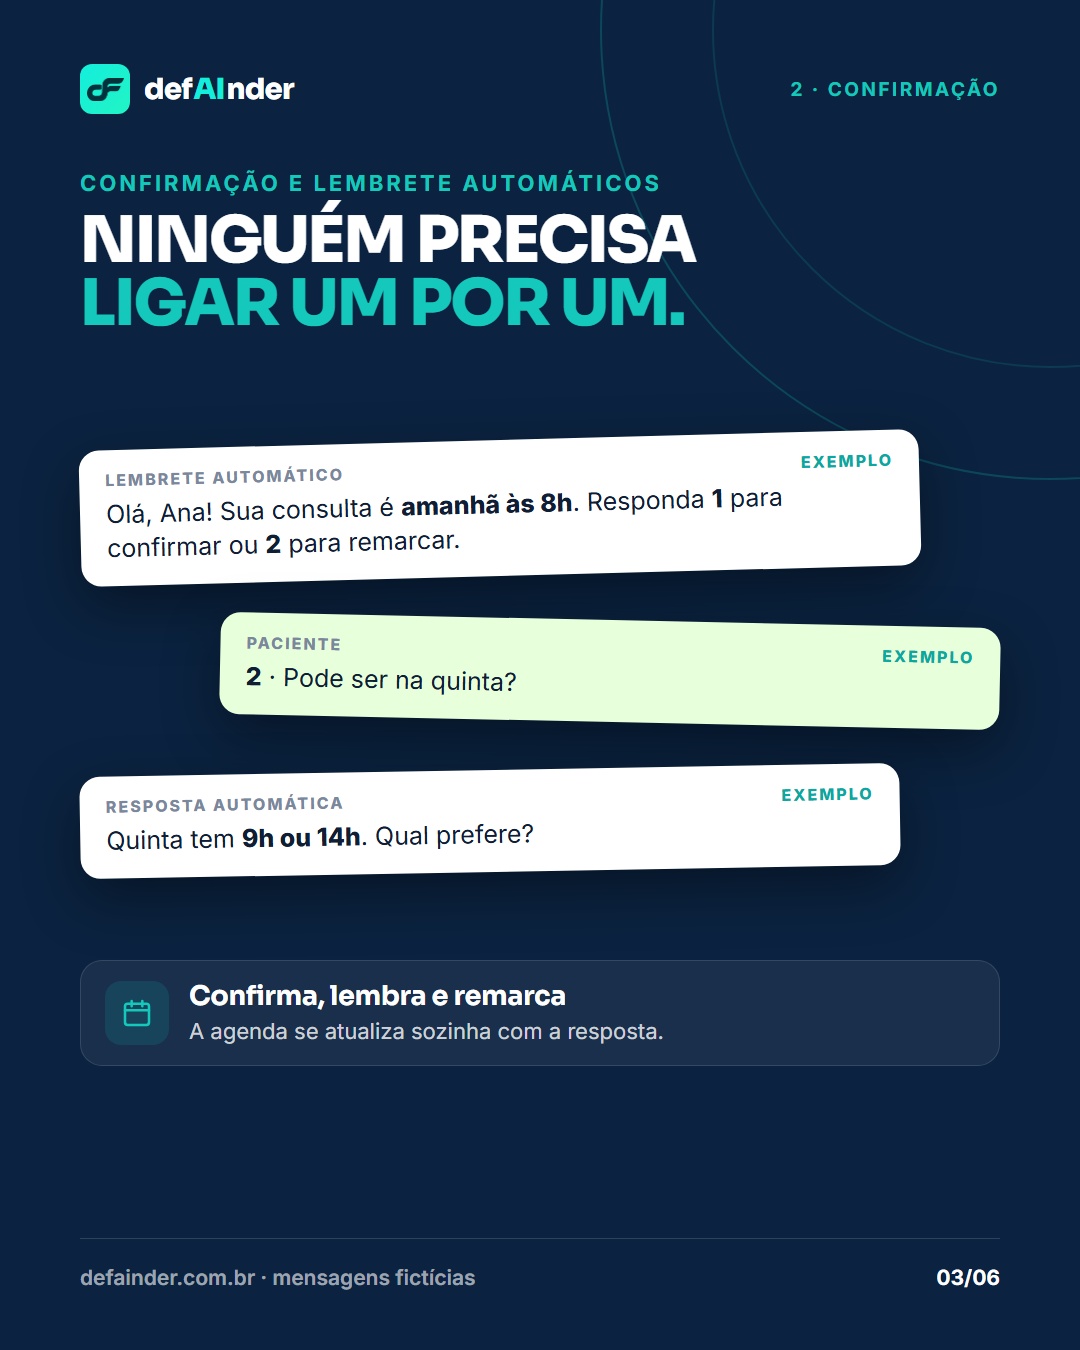 defAInder
2 · CONFIRMAÇÃO
CONFIRMAÇÃO E LEMBRETE AUTOMÁTICOS
NINGUÉM PRECISA
LIGAR UM POR UM.
LEMBRETE AUTOMÁTICO
EXEMPLO
Olá, Ana! Sua consulta é amanhã às 8h. Responda 1 para
confirmar ou 2 para remarcar.
PACIENTE
EXEMPLO
2 · Pode ser na quinta?
RESPOSTA AUTOMÁTICA
EXEMPLO
Quinta tem 9h ou 14h. Qual prefere?
Confirma, lembra e remarca
A agenda se atualiza sozinha com a resposta.
defainder.com.br · mensagens fictícias
03/06